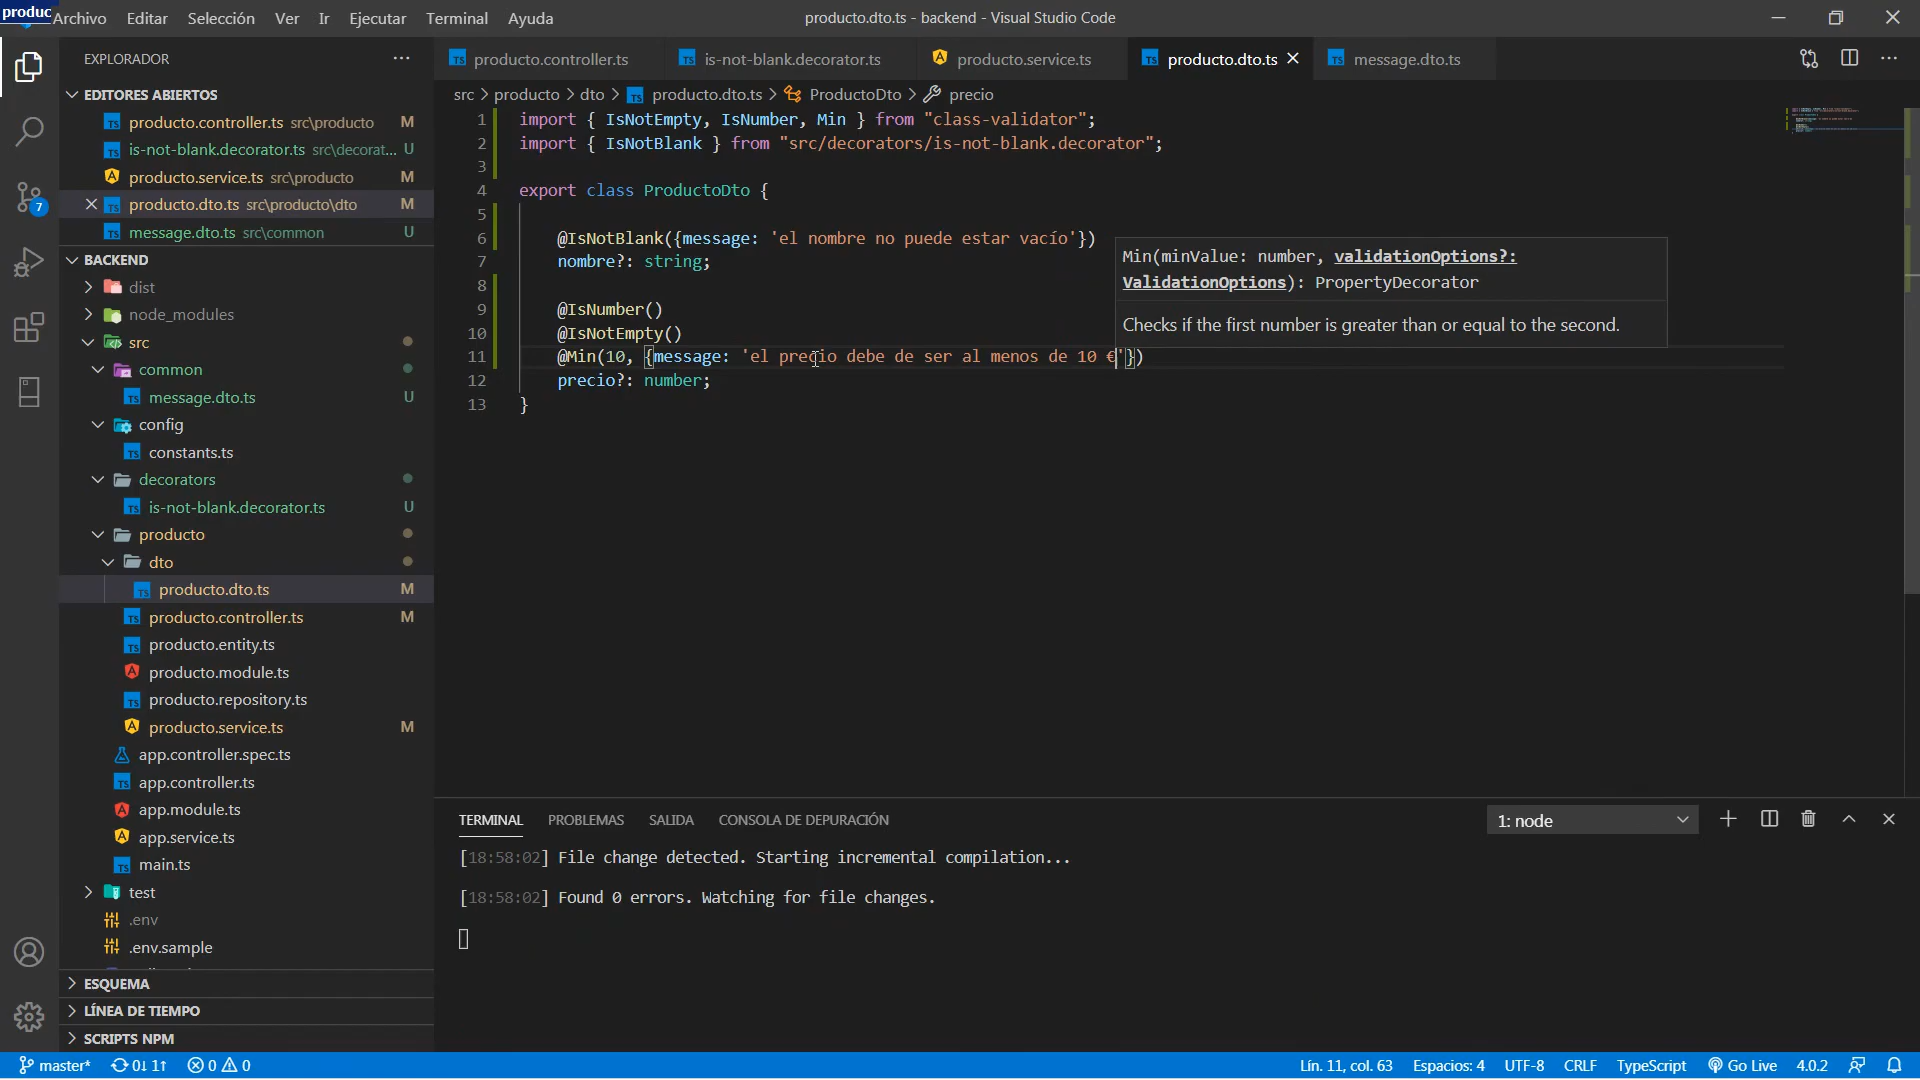 produc
Archivo Editar Selección Ver Ir Ejecutar Terminal Ayuda
producto.dto.ts - backend - Visual Studio Code
EXPLORADOR
EDITORES ABIERTOS
producto.controller.ts src\producto M
is-not-blank.decorator.ts src\decorat... U
producto.service.ts src\producto M
producto.dto.ts src\producto\dto M
message.dto.ts src\common U
BACKEND
dist
node_modules
src
common
message.dto.ts U
config
constants.ts
decorators
is-not-blank.decorator.ts U
producto
dto
producto.dto.ts M
producto.controller.ts M
producto.entity.ts
producto.module.ts
producto.repository.ts
producto.service.ts M
app.controller.spec.ts
app.controller.ts
app.module.ts
app.service.ts
main.ts
test
.env
.env.sample
ESQUEMA
LÍNEA DE TIEMPO
SCRIPTS NPM
7
producto.controller.ts is-not-blank.decorator.ts producto.service.ts producto.dto.ts message.dto.ts
src > producto > dto > producto.dto.ts > ProductoDto > precio
1 import { IsNotEmpty, IsNumber, Min } from "class-validator";
2 import { IsNotBlank } from "src/decorators/is-not-blank.decorator";
3
4 export class ProductoDto {
5
6 @IsNotBlank({message: 'el nombre no puede estar vacío'})
7 nombre?: string;
8
9 @IsNumber()
10 @IsNotEmpty()
11 @Min(10, {message: 'el precio debe de ser al menos de 10 €'})
12 precio?: number;
13 }
Min(minValue: number, validationOptions?:
ValidationOptions): PropertyDecorator
Checks if the first number is greater than or equal to the second.
TERMINAL PROBLEMAS SALIDA CONSOLA DE DEPURACIÓN
1: node
[18:58:02] File change detected. Starting incremental compilation...
[18:58:02] Found 0 errors. Watching for file changes.
master* 0↓ 1↑ 0 0
Lín. 11, col. 63 Espacios: 4 UTF-8 CRLF TypeScript Go Live 4.0.2